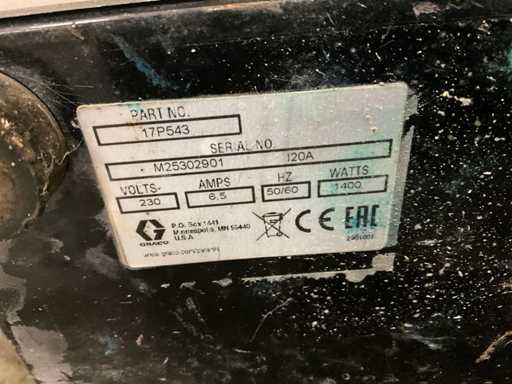 PART NO.
17P543
SERIAL NO.
M25302901 I20A
VOLTS~ AMPS HZ WATTS
230 6.5 50/60 1400
GRACO
P.O. Box 1441
Minneapolis, MN 55440
U.S.A.
CE EAC